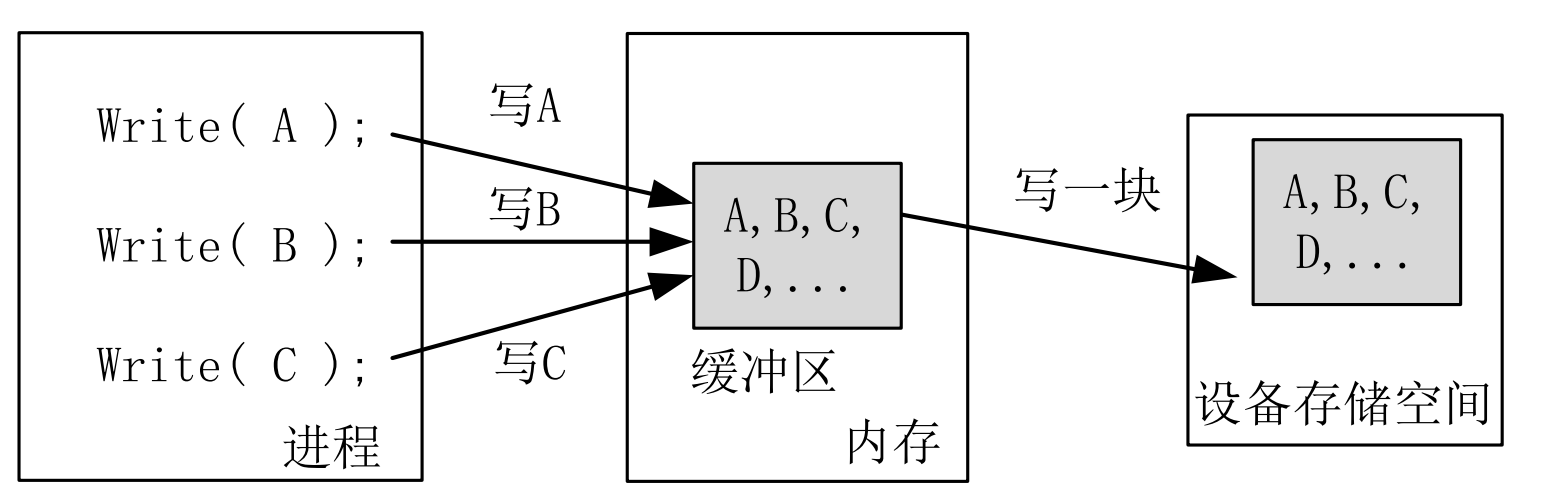 Write( A );
Write( B );
Write( C );
进程
写A
写B
写C
A,B,C,
D,...
缓冲区
内存
写一块
A,B,C,
D,...
设备存储空间